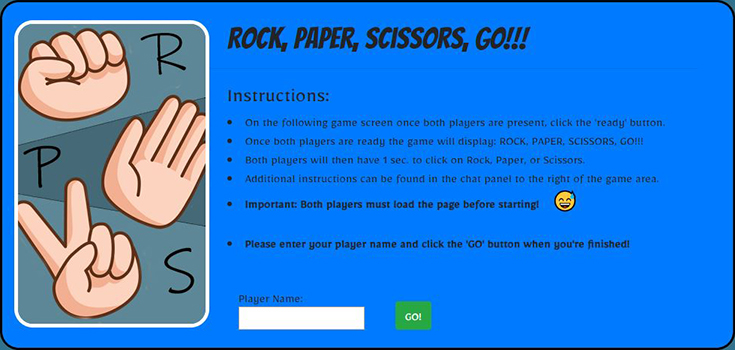 R
P
S
ROCK, PAPER, SCISSORS, GO!!!
Instructions:
On the following game screen once both players are present, click the 'ready' button.
Once both players are ready the game will display: ROCK, PAPER, SCISSORS, GO!!!
Both players will then have 1 sec. to click on Rock, Paper, or Scissors.
Additional instructions can be found in the chat panel to the right of the game area.
Important: Both players must load the page before starting!
Please enter your player name and click the 'GO' button when you're finished!
Player Name:
GO!